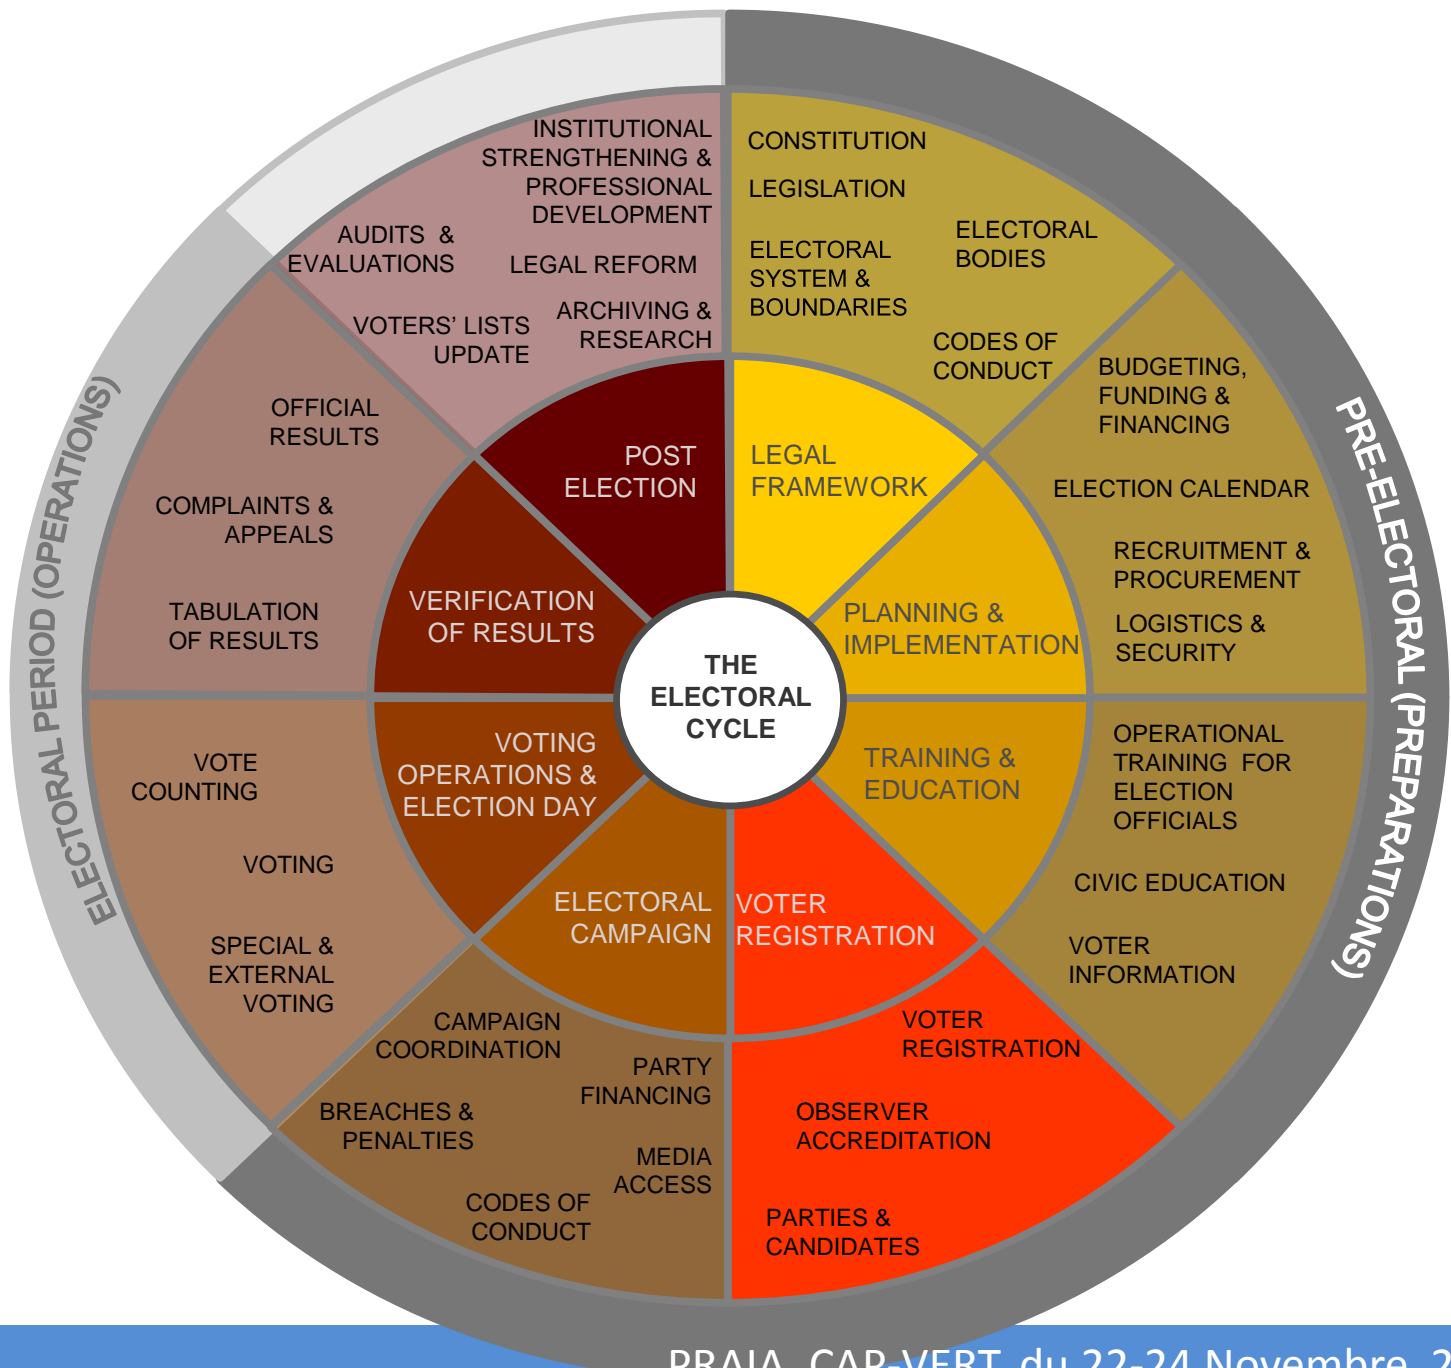 THE
ELECTORAL
CYCLE
PRE-ELECTORAL (PREPARATIONS)
LEGAL
FRAMEWORK
CONSTITUTION
LEGISLATION
ELECTORAL
SYSTEM &
BOUNDARIES
ELECTORAL
BODIES
CODES OF
CONDUCT
PLANNING &
IMPLEMENTATION
BUDGETING,
FUNDING &
FINANCING
ELECTION CALENDAR
RECRUITMENT &
PROCUREMENT
LOGISTICS &
SECURITY
TRAINING &
EDUCATION
OPERATIONAL
TRAINING FOR
ELECTION
OFFICIALS
CIVIC EDUCATION
VOTER
INFORMATION
VOTER
REGISTRATION
VOTER
REGISTRATION
OBSERVER
ACCREDITATION
PARTIES &
CANDIDATES
ELECTORAL
CAMPAIGN
CAMPAIGN
COORDINATION
PARTY
FINANCING
BREACHES &
PENALTIES
MEDIA
ACCESS
CODES OF
CONDUCT
ELECTORAL PERIOD (OPERATIONS)
VOTING
OPERATIONS &
ELECTION DAY
VOTE
COUNTING
VOTING
SPECIAL &
EXTERNAL
VOTING
VERIFICATION
OF RESULTS
OFFICIAL
RESULTS
COMPLAINTS &
APPEALS
TABULATION
OF RESULTS
POST
ELECTION
INSTITUTIONAL
STRENGTHENING &
PROFESSIONAL
DEVELOPMENT
AUDITS &
EVALUATIONS
LEGAL REFORM
VOTERS' LISTS
UPDATE
ARCHIVING &
RESEARCH
PRAIA, CAP-VERT, du 22-24 Novembre, 2